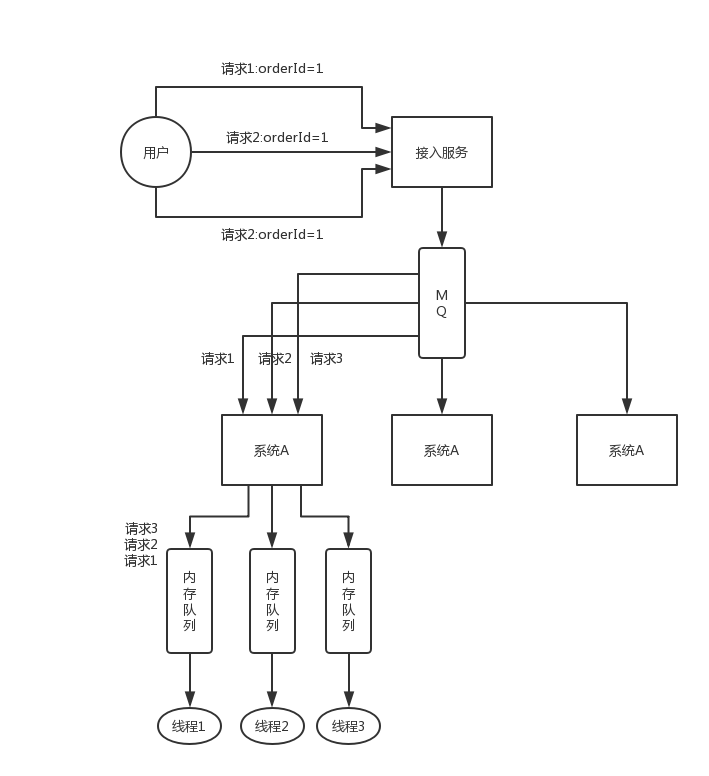 请求1:orderId=1
请求2:orderId=1
用户
接入服务
请求2:orderId=1
M
Q
请求1
请求2
请求3
系统A
系统A
系统A
请求3
请求2
请求1
内
存
队
列
内
存
队
列
内
存
队
列
线程1
线程2
线程3